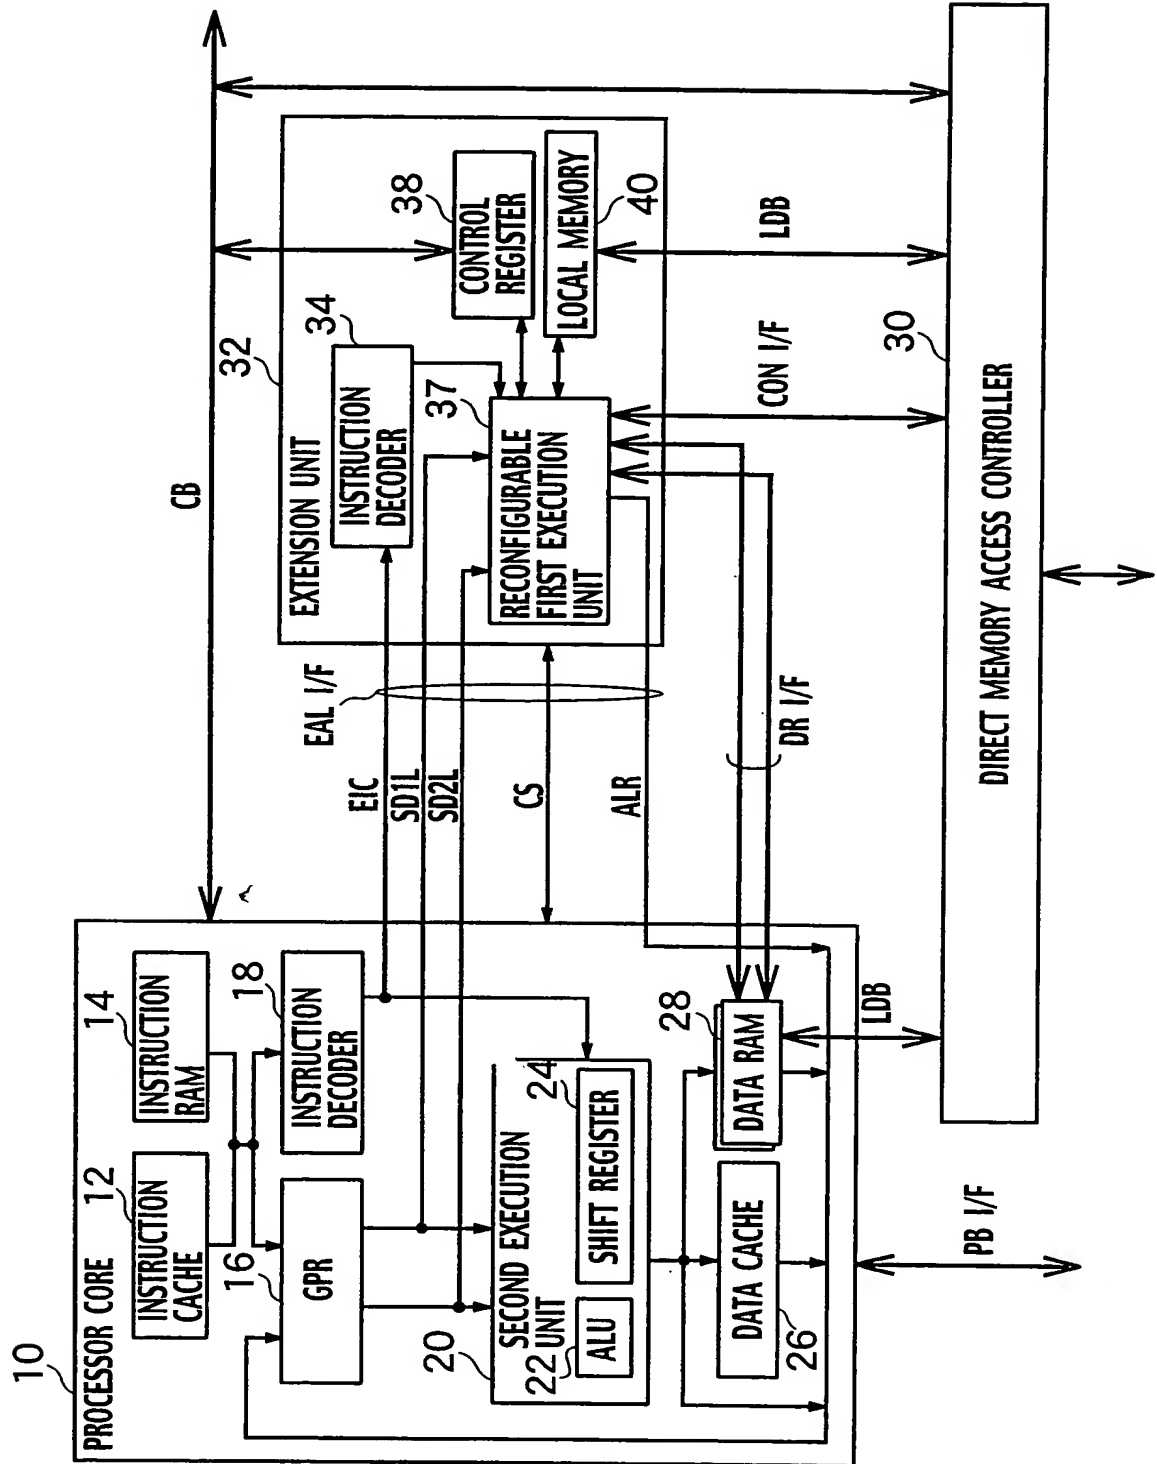 10
PROCESSOR CORE
12
INSTRUCTION
CACHE
14
INSTRUCTION
RAM
16
GPR
18
INSTRUCTION
DECODER
20
SECOND EXECUTION
UNIT
22
ALU
24
SHIFT REGISTER
26
DATA CACHE
28
DATA RAM
LDB
PB I/F
CB
EAL I/F
EIC
SD1L
SD2L
CS
ALR
DR I/F
32
EXTENSION UNIT
34
INSTRUCTION
DECODER
37
RECONFIGURABLE
FIRST EXECUTION
UNIT
38
CONTROL
REGISTER
LOCAL MEMORY
40
LDB
CON I/F
30
DIRECT MEMORY ACCESS CONTROLLER